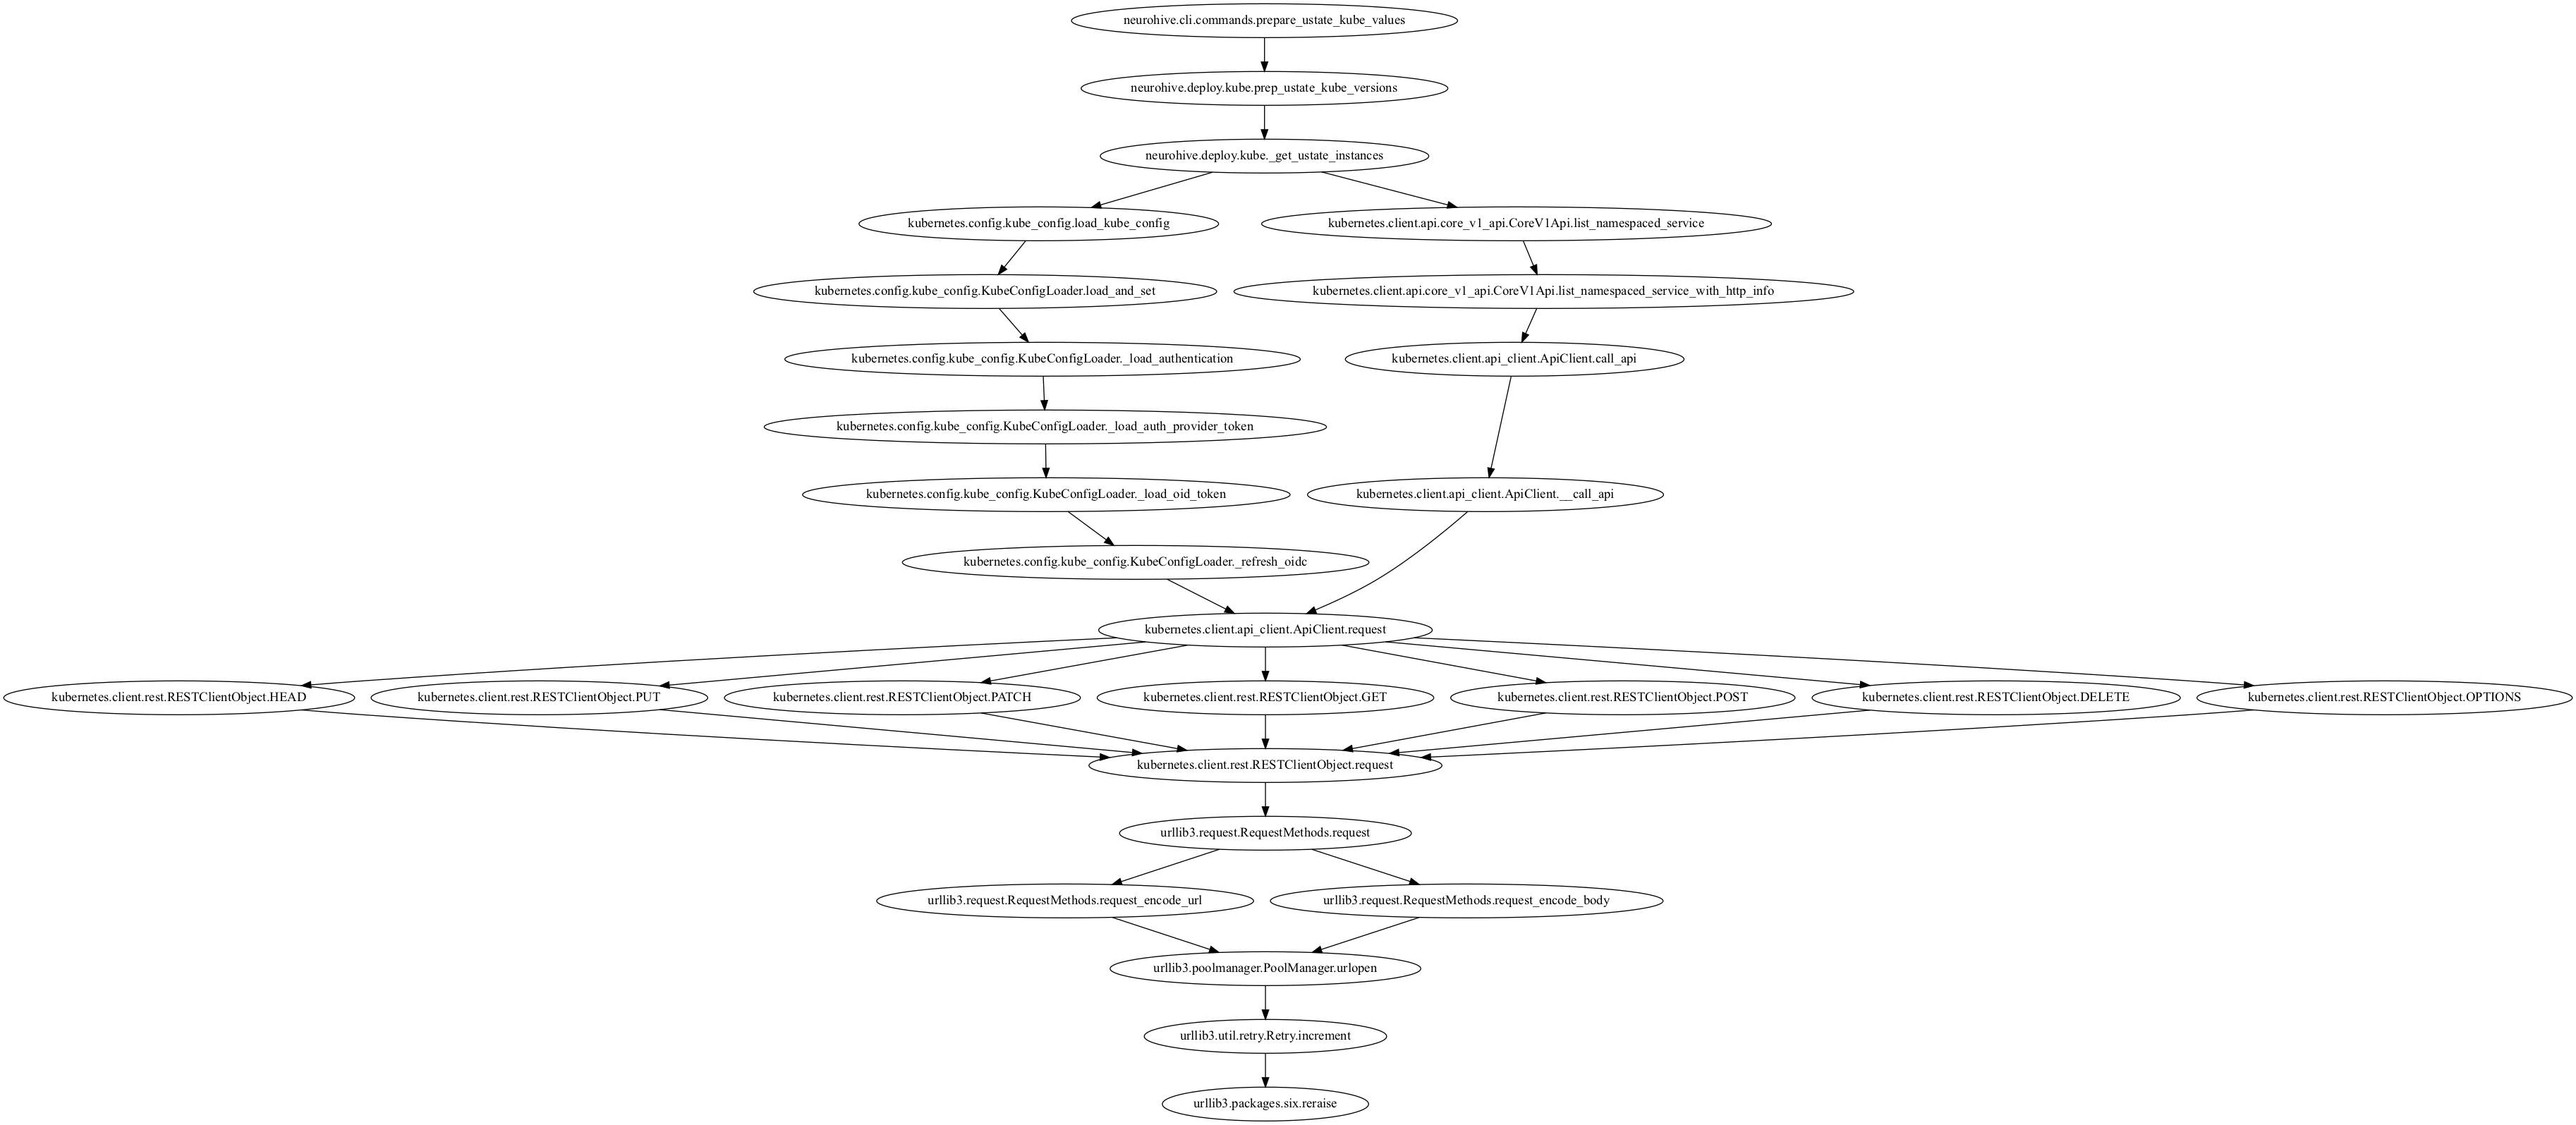 neurohive.cli.commands.prepare_ustate_kube_values
neurohive.deploy.kube.prep_ustate_kube_versions
neurohive.deploy.kube._get_ustate_instances
kubernetes.config.kube_config.load_kube_config
kubernetes.client.api.core_v1_api.CoreV1Api.list_namespaced_service
kubernetes.config.kube_config.KubeConfigLoader.load_and_set
kubernetes.client.api.core_v1_api.CoreV1Api.list_namespaced_service_with_http_info
kubernetes.config.kube_config.KubeConfigLoader._load_authentication
kubernetes.client.api_client.ApiClient.call_api
kubernetes.config.kube_config.KubeConfigLoader._load_auth_provider_token
kubernetes.config.kube_config.KubeConfigLoader._load_oid_token
kubernetes.client.api_client.ApiClient.__call_api
kubernetes.config.kube_config.KubeConfigLoader._refresh_oidc
kubernetes.client.api_client.ApiClient.request
kubernetes.client.rest.RESTClientObject.HEAD
kubernetes.client.rest.RESTClientObject.PUT
kubernetes.client.rest.RESTClientObject.PATCH
kubernetes.client.rest.RESTClientObject.GET
kubernetes.client.rest.RESTClientObject.POST
kubernetes.client.rest.RESTClientObject.DELETE
kubernetes.client.rest.RESTClientObject.OPTIONS
kubernetes.client.rest.RESTClientObject.request
urllib3.request.RequestMethods.request
urllib3.request.RequestMethods.request_encode_url
urllib3.request.RequestMethods.request_encode_body
urllib3.poolmanager.PoolManager.urlopen
urllib3.util.retry.Retry.increment
urllib3.packages.six.reraise